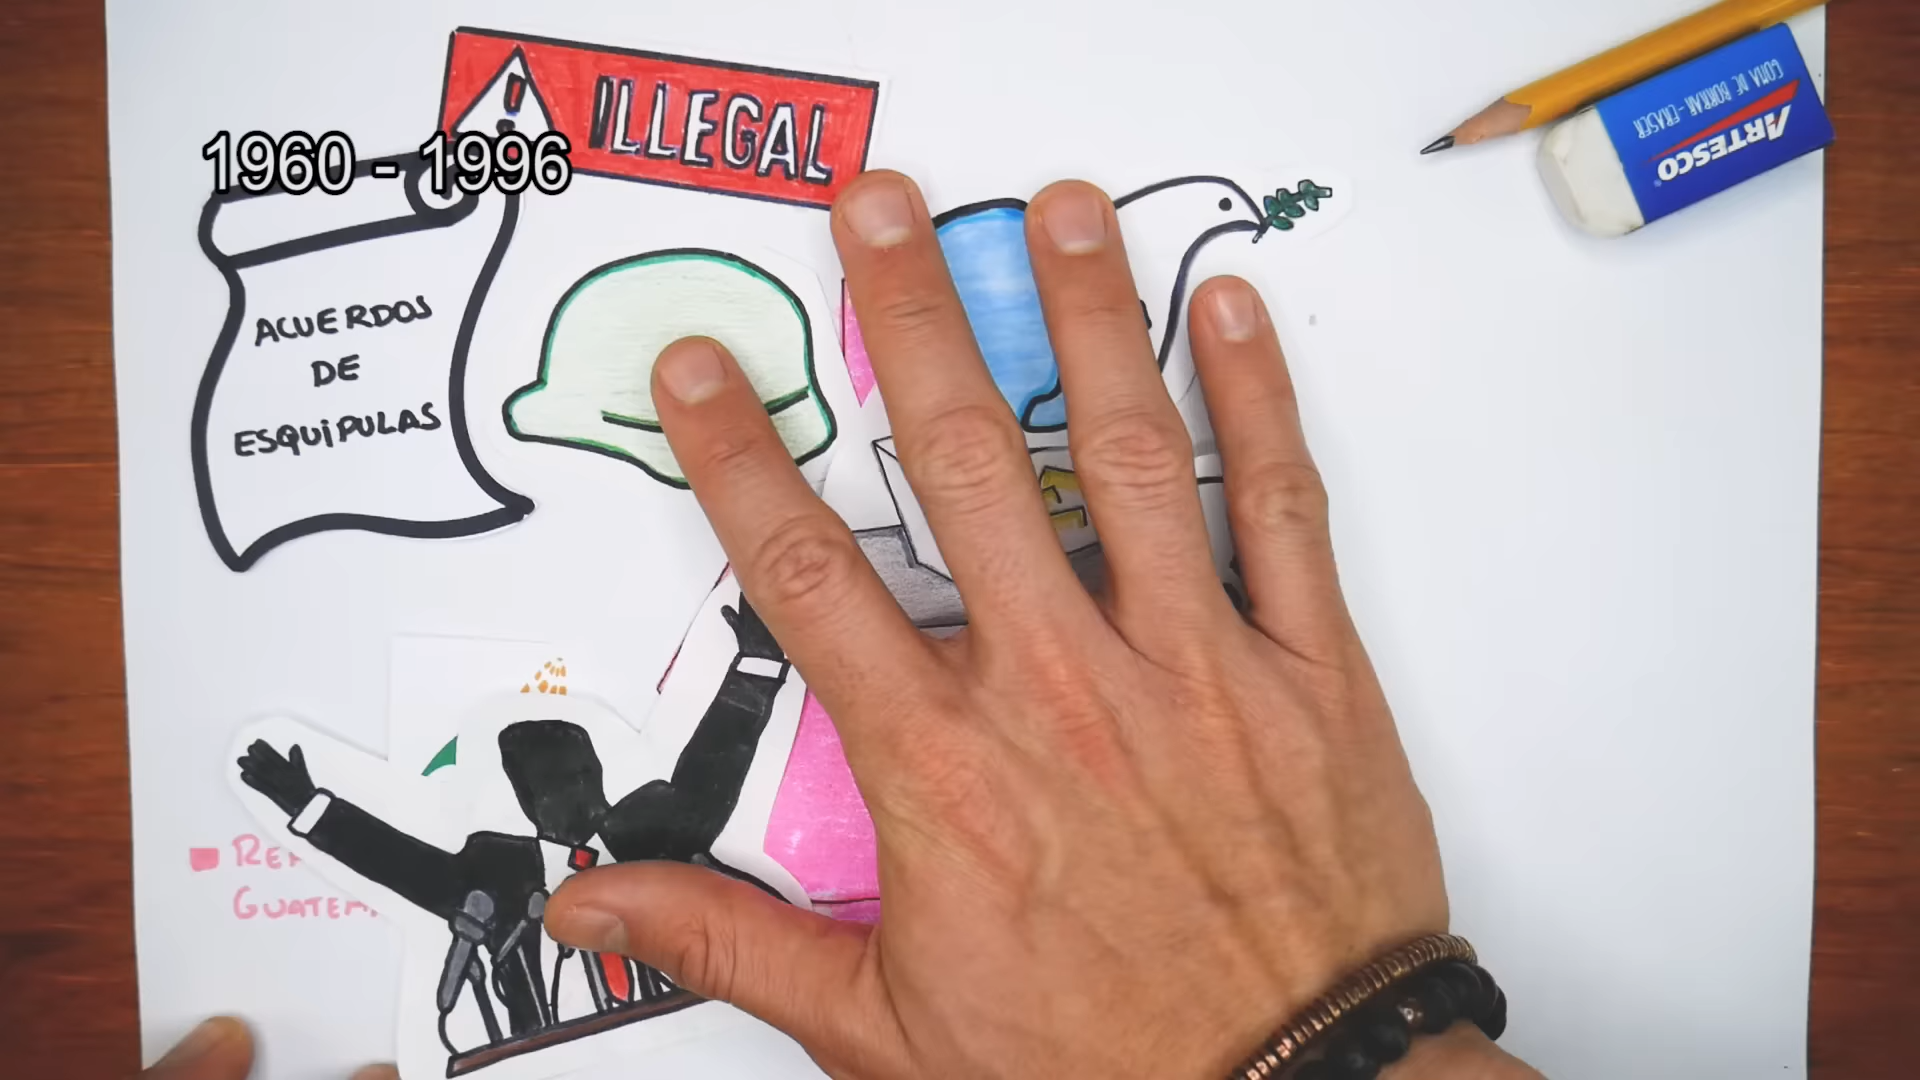 ILLEGAL
1960 - 1996
ACUERDOS
DE
ESQUIPULAS
GOMA DE BORRAR - ERASER
ARTESCO